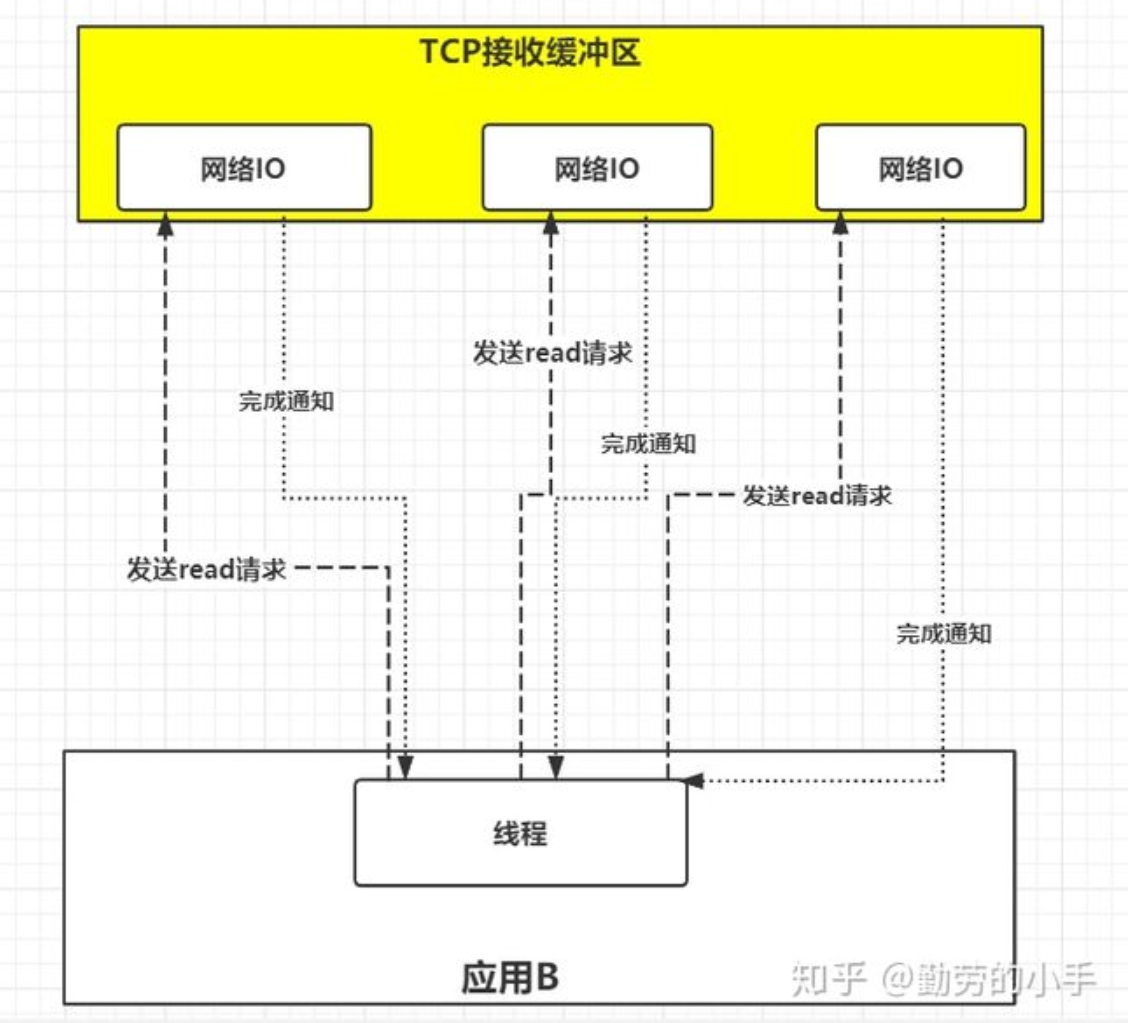 TCP接收缓冲区
网络IO
网络IO
网络IO
发送read请求
完成通知
完成通知
发送read请求
发送read请求
完成通知
线程
应用B
知乎 @勤劳的小手